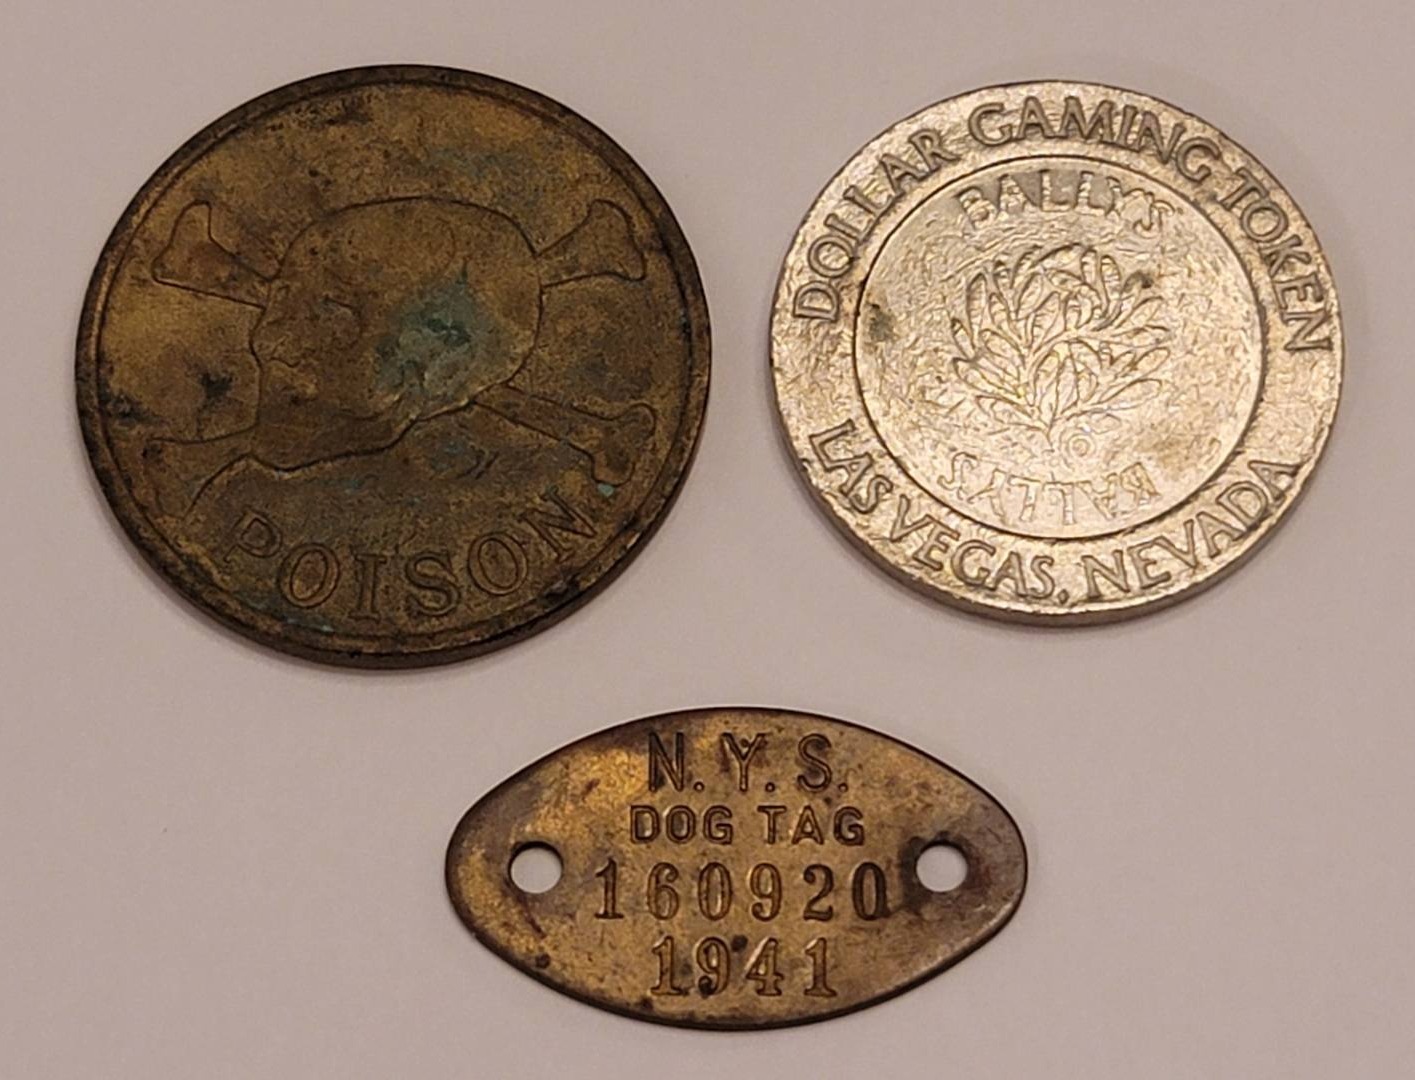 POISON
DOLLAR GAMING TOKEN
BALLY'S
BALLY'S
LAS VEGAS, NEVADA
N.Y.S.
DOG TAG
160920
1941